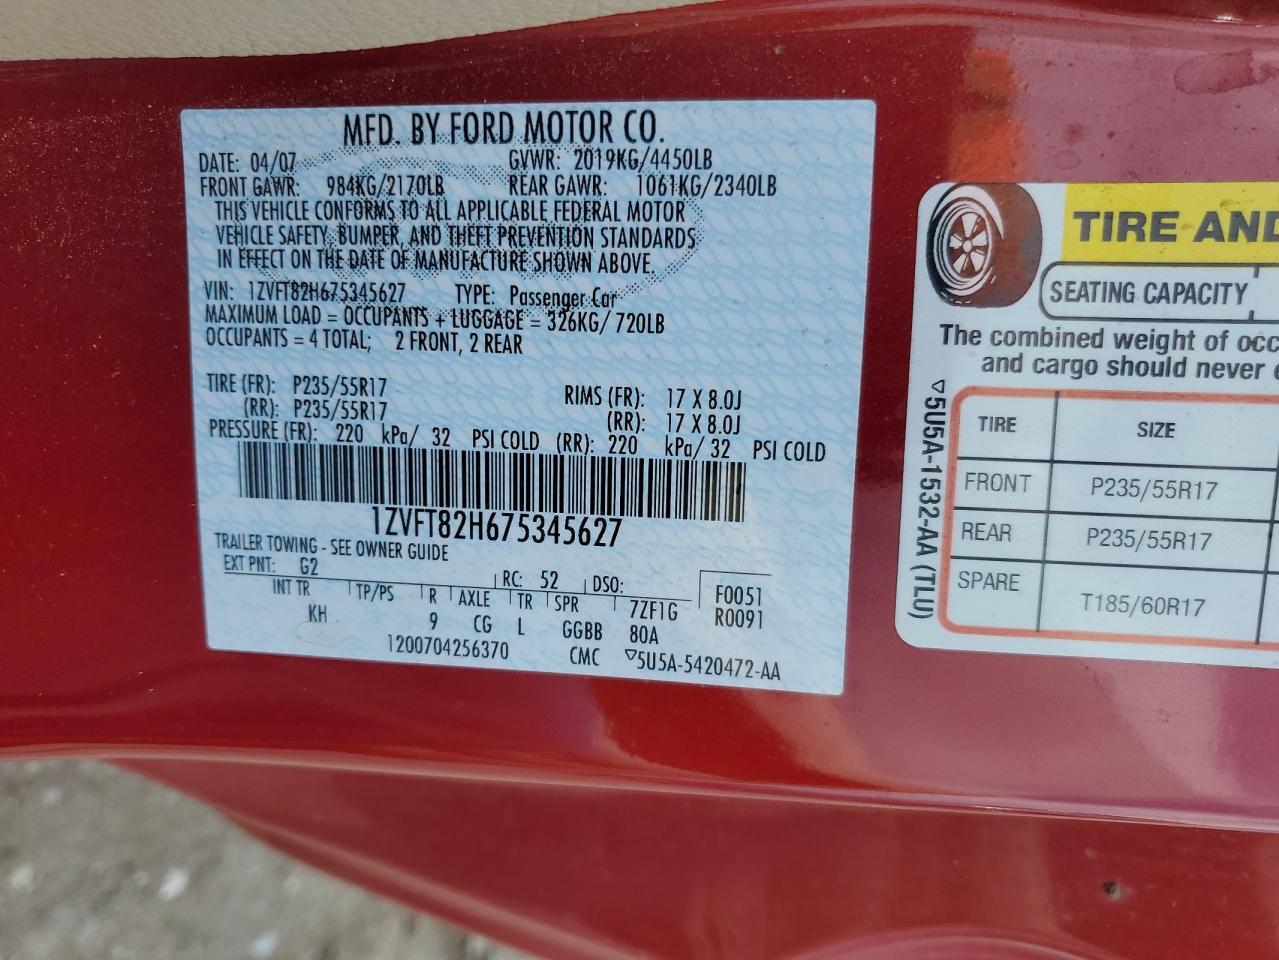 MFD. BY FORD MOTOR CO.
DATE: 04/07 GVWR: 2019KG/4450LB
FRONT GAWR: 984KG/2170LB REAR GAWR: 1061KG/2340LB
THIS VEHICLE CONFORMS TO ALL APPLICABLE FEDERAL MOTOR
VEHICLE SAFETY, BUMPER, AND THEFT PREVENTION STANDARDS
IN EFFECT ON THE DATE OF MANUFACTURE SHOWN ABOVE.
VIN: 1ZVFT82H675345627 TYPE: Passenger Car
MAXIMUM LOAD = OCCUPANTS + LUGGAGE = 326KG/ 720LB
OCCUPANTS = 4 TOTAL; 2 FRONT, 2 REAR
TIRE (FR): P235/55R17 RIMS (FR): 17 X 8.0J
(RR): P235/55R17 (RR): 17 X 8.0J
PRESSURE (FR): 220 kPa/ 32 PSI COLD (RR): 220 kPa/ 32 PSI COLD
1ZVFT82H675345627
TRAILER TOWING - SEE OWNER GUIDE
EXT PNT: G2 RC: 52 DSO: F0051
INT TR TP/PS R AXLE TR SPR 7ZF1G R0091
KH 9 CG L GGBB 80A
1200704256370 CMC ▽5U5A-5420472-AA
TIRE AND
SEATING CAPACITY
The combined weight of occ
and cargo should never e
▽5U5A-1532-AA (TLU)
TIRE SIZE
FRONT P235/55R17
REAR P235/55R17
SPARE T185/60R17